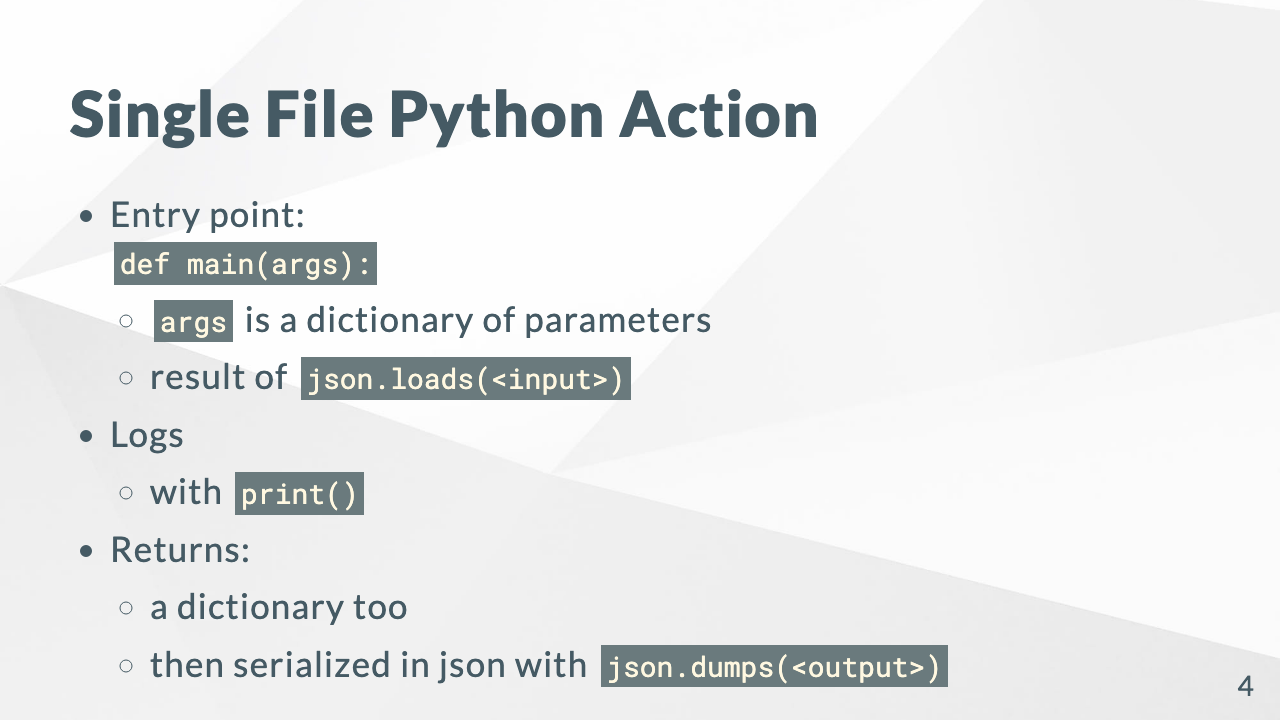 Single File Python Action
Entry point:
def main(args):
args is a dictionary of parameters
result of json.loads(<input>)
Logs
with print()
Returns:
a dictionary too
then serialized in json with json.dumps(<output>)
4